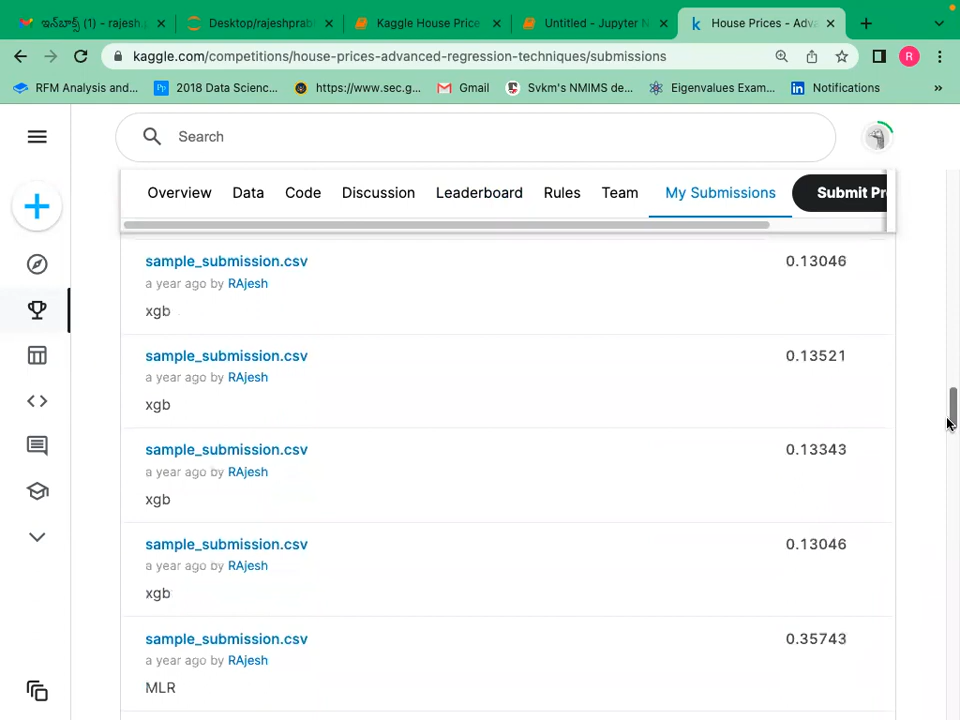 ఇన్‌బాక్స్ (1) - rajesh.p
Desktop/rajeshprab
Kaggle House Price
Untitled - Jupyter N
House Prices - Adva
kaggle.com/competitions/house-prices-advanced-regression-techniques/submissions
R
RFM Analysis and...
2018 Data Scienc...
https://www.sec.g...
Gmail
Svkm's NMIMS de...
Eigenvalues Exam...
Notifications
»
Search
Overview
Data
Code
Discussion
Leaderboard
Rules
Team
My Submissions
Submit Pr
sample_submission.csv 0.13046
a year ago by RAjesh
xgb
sample_submission.csv 0.13521
a year ago by RAjesh
xgb
sample_submission.csv 0.13343
a year ago by RAjesh
xgb
sample_submission.csv 0.13046
a year ago by RAjesh
xgb
sample_submission.csv 0.35743
a year ago by RAjesh
MLR